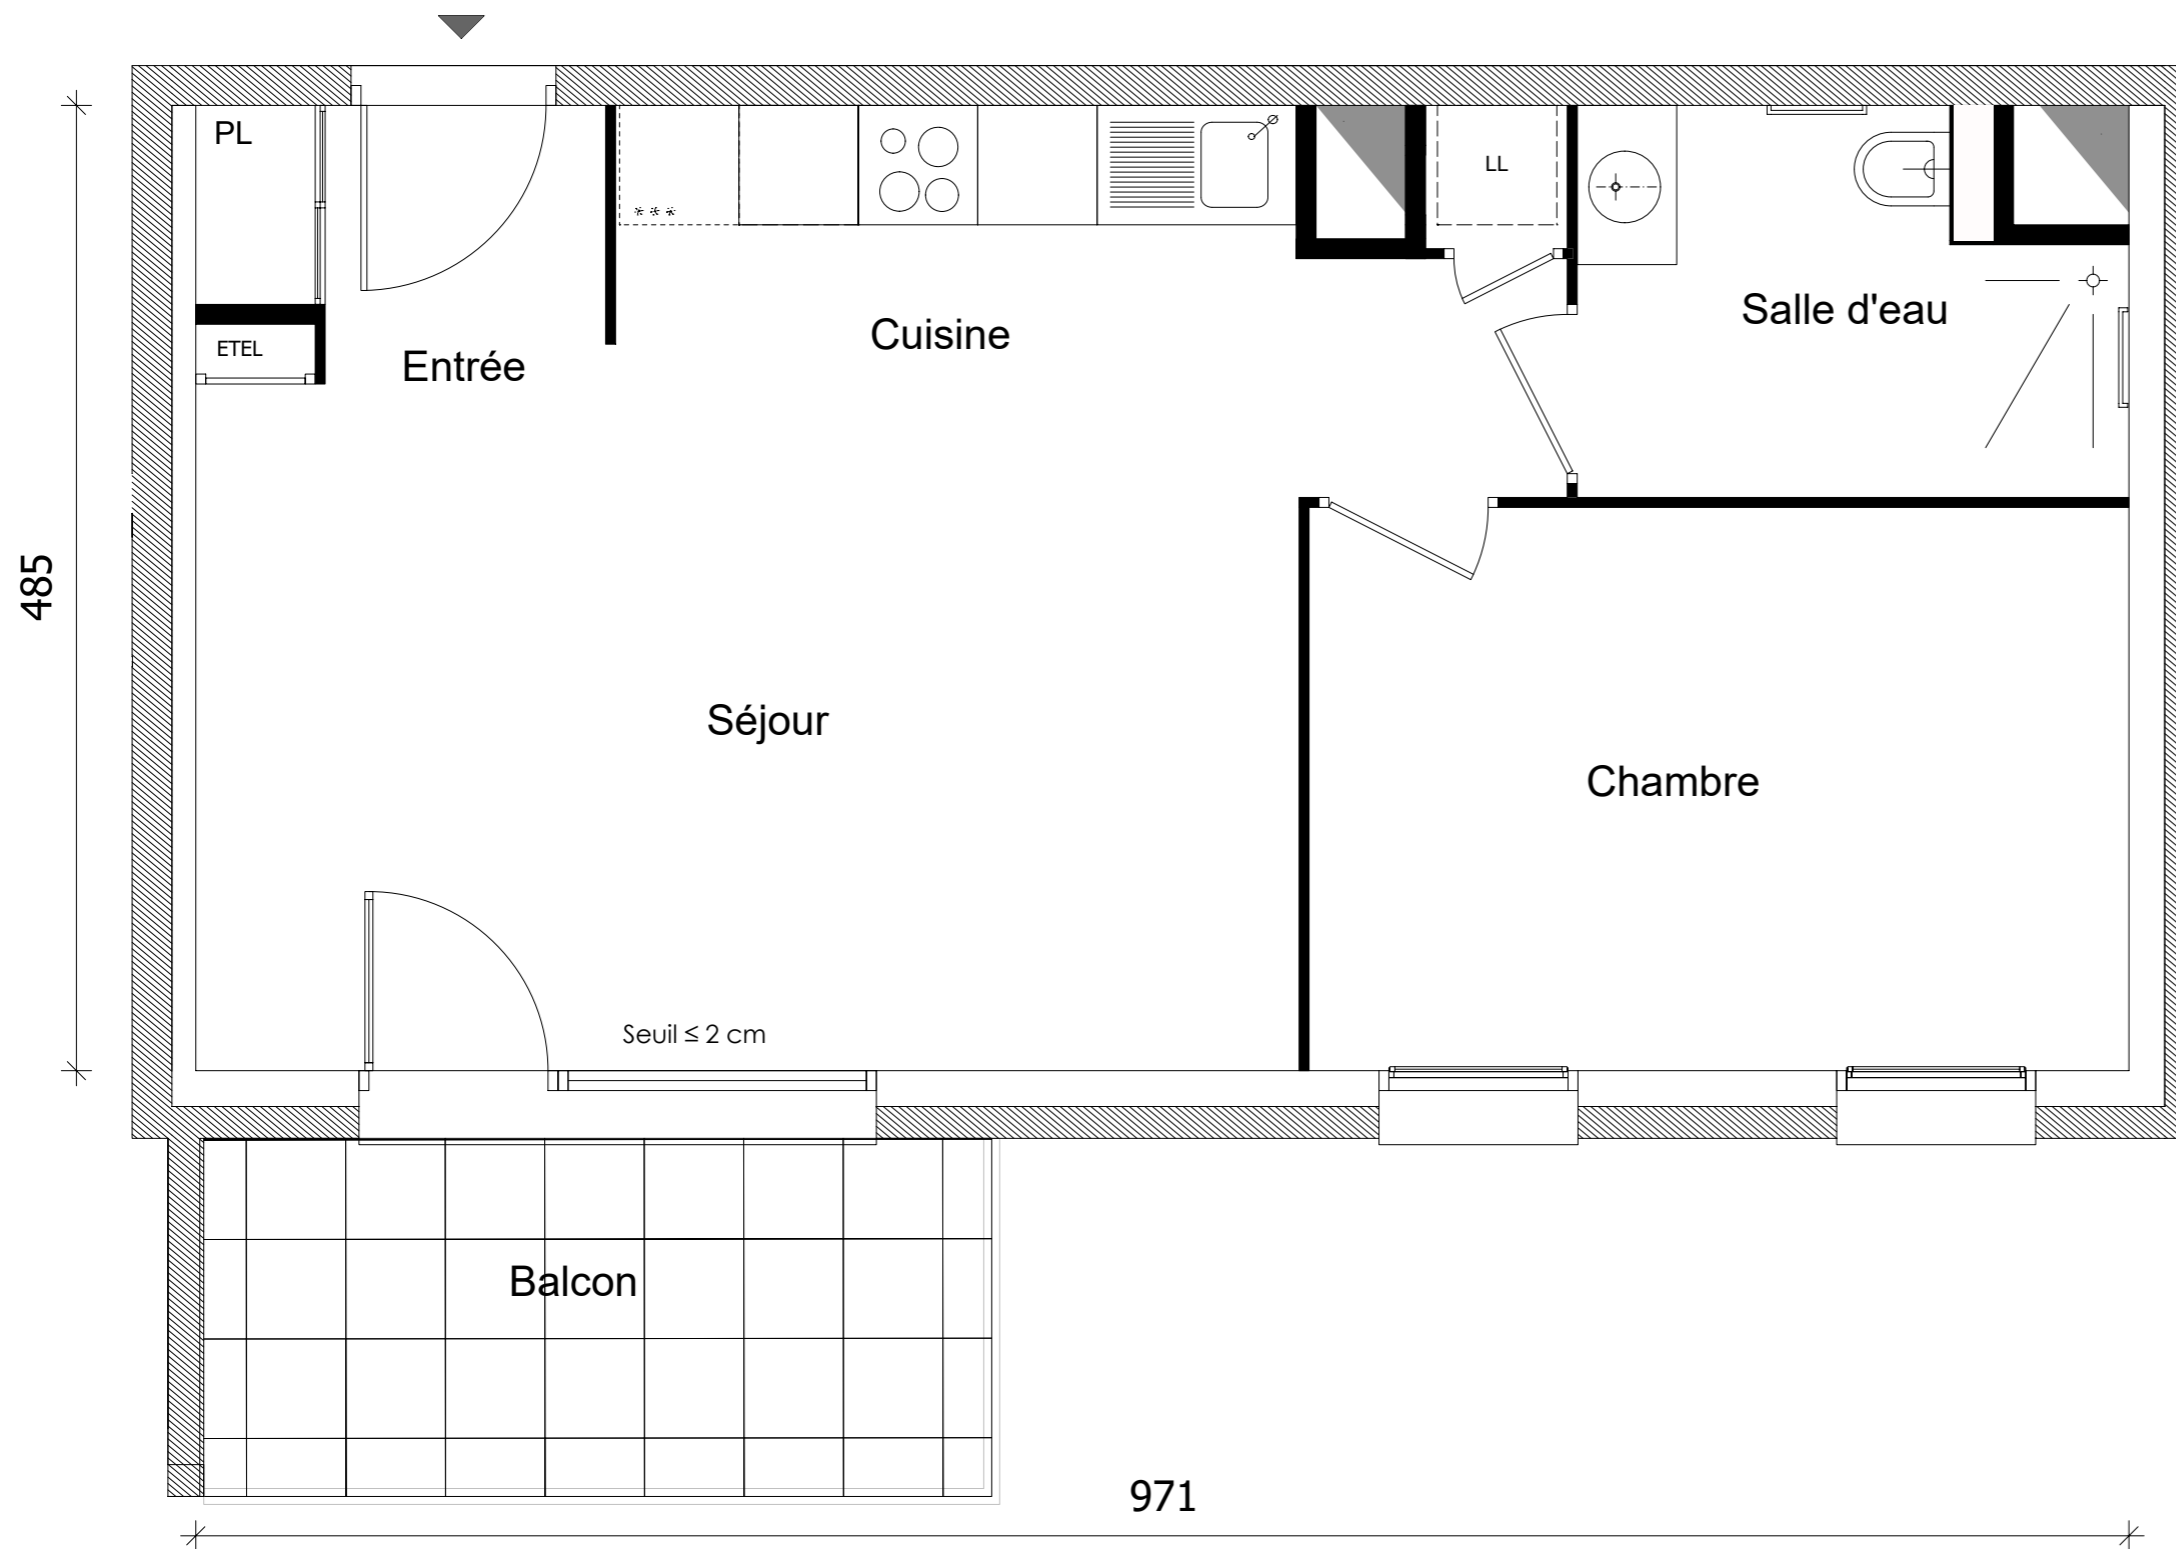 PL
LL
ETEL
Entrée
Cuisine
Salle d'eau
485
Séjour
Chambre
Seuil ≤ 2 cm
Balcon
971